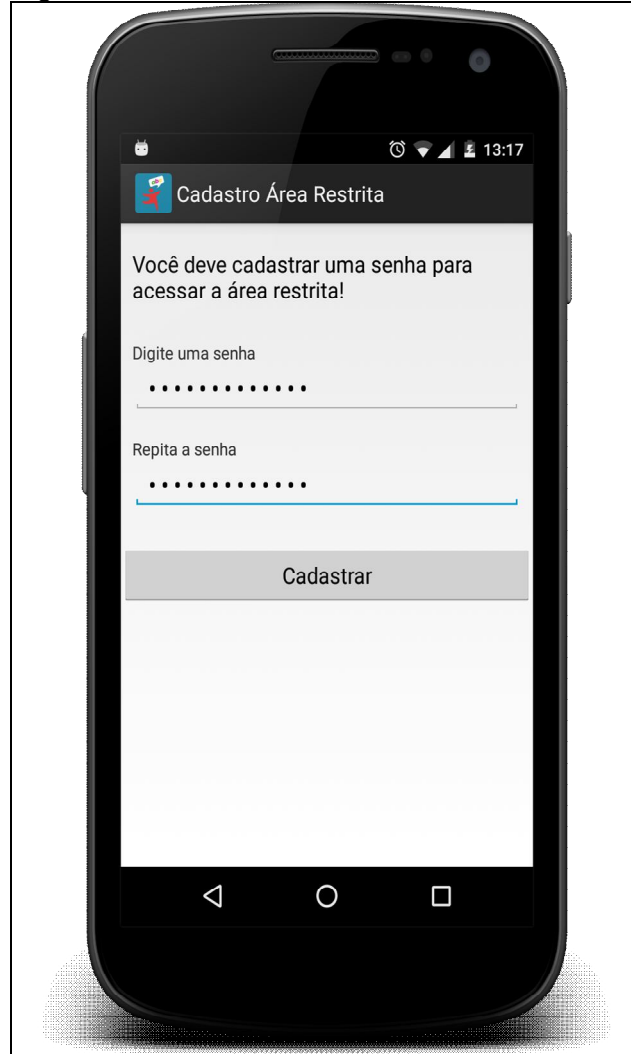 13:17
Cadastro Área Restrita
Você deve cadastrar uma senha para
acessar a área restrita!
Digite uma senha
•••••••••••••
Repita a senha
•••••••••••••
Cadastrar